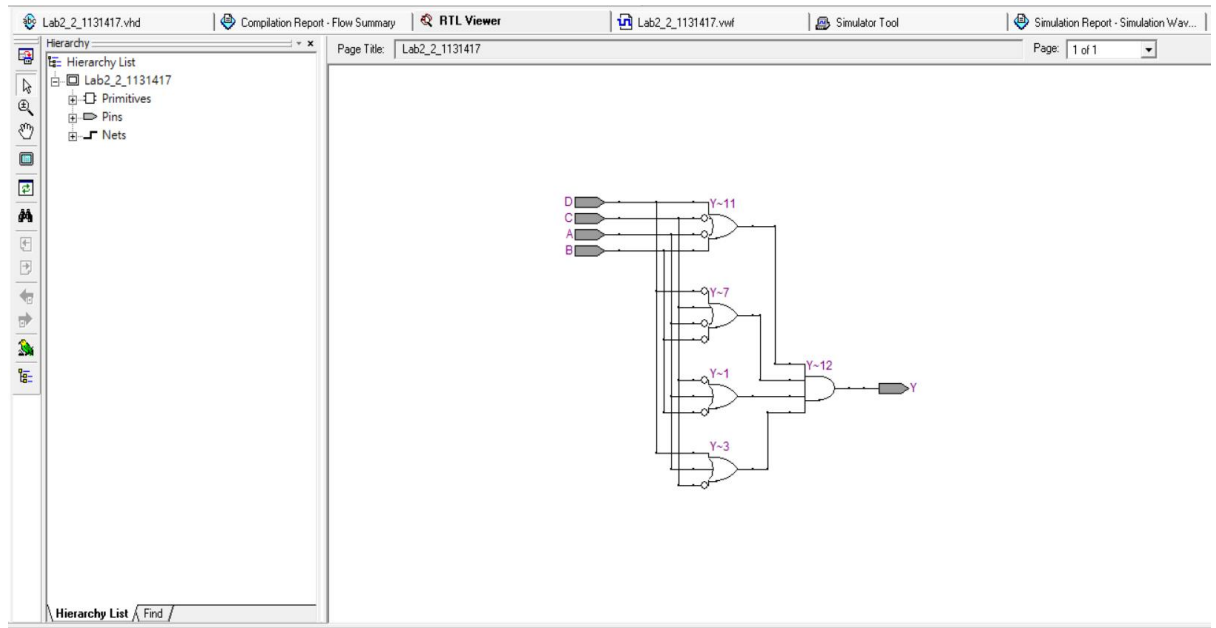 Lab2_2_1131417.vhd
Compilation Report - Flow Summary
RTL Viewer
Lab2_2_1131417.vwf
Simulator Tool
Simulation Report - Simulation Wav...
Hierarchy
Page Title: Lab2_2_1131417
Page: 1 of 1
Hierarchy List
Lab2_2_1131417
Primitives
Pins
Nets
D
C
A
B
Y~11
Y~7
Y~1
Y~12
Y
Y~3
Hierarchy List
Find